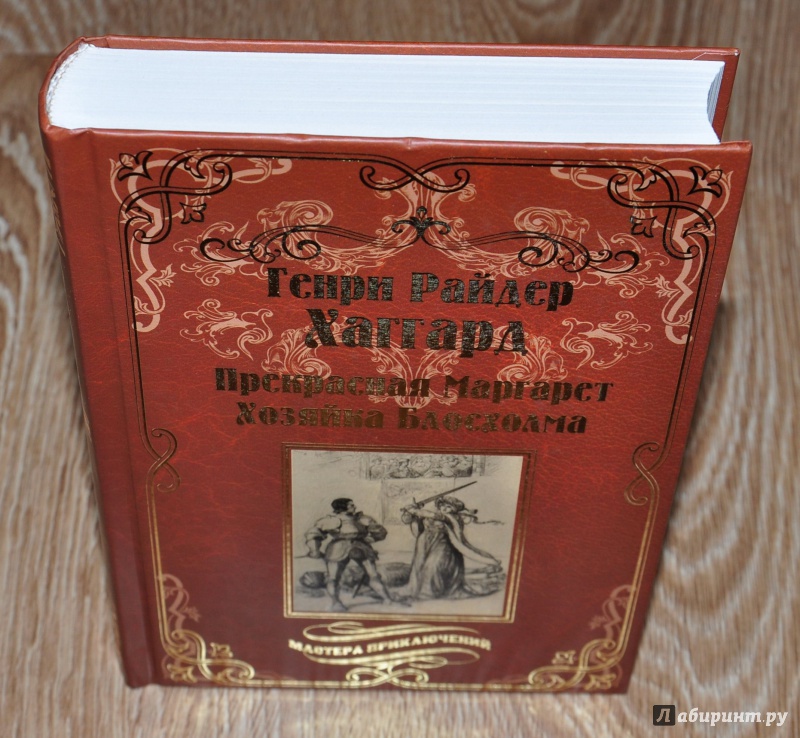 Генри Райдер
Хаггард
Прекрасная Маргарет
Хозяйка Блосхолма
МАСТЕРА ПРИКЛЮЧЕНИЙ
Лабиринт.ру